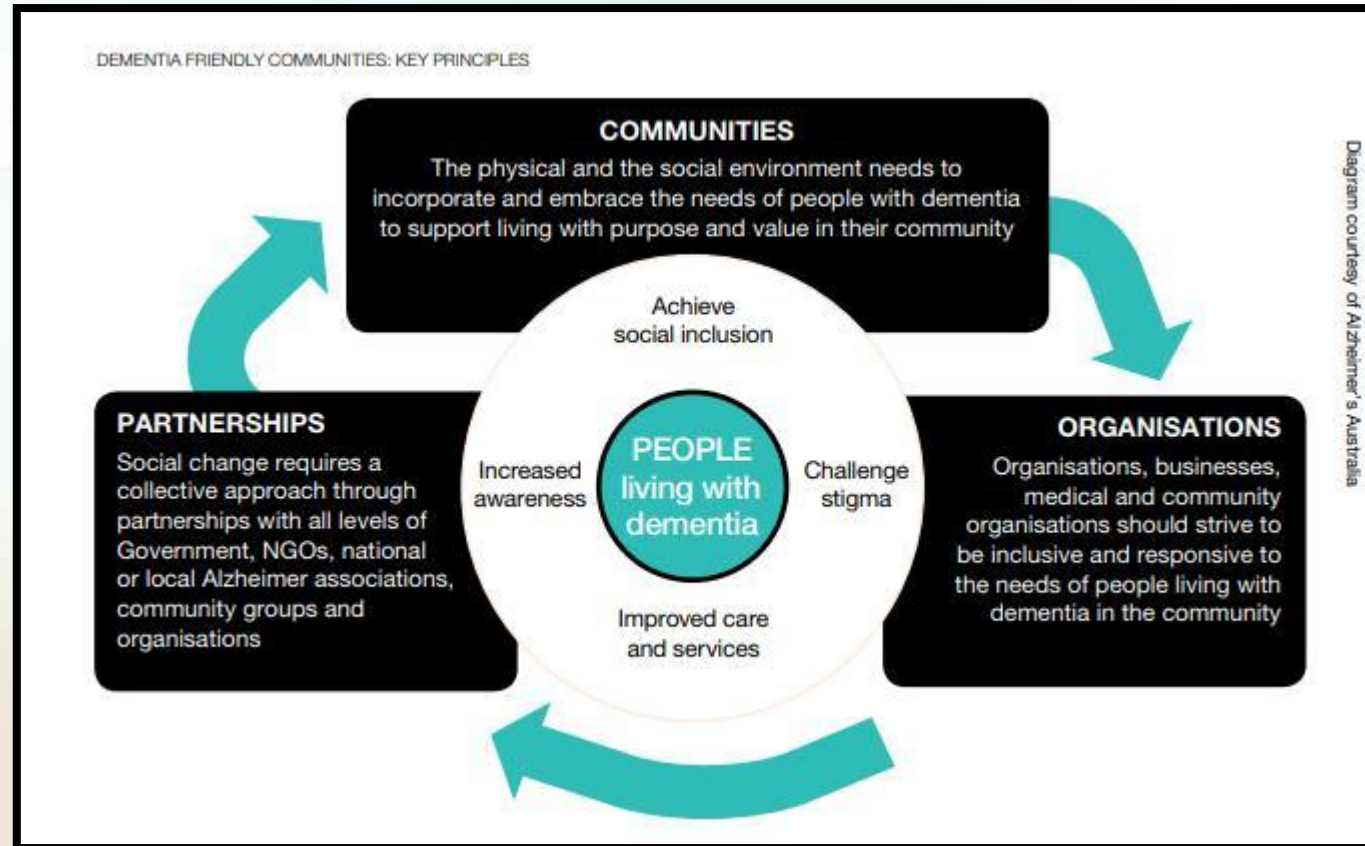 DEMENTIA FRIENDLY COMMUNITIES: KEY PRINCIPLES
COMMUNITIES
The physical and the social environment needs to
incorporate and embrace the needs of people with dementia
to support living with purpose and value in their community
Achieve
social inclusion
PARTNERSHIPS
Social change requires a
collective approach through
partnerships with all levels of
Government, NGOs, national
or local Alzheimer associations,
community groups and
organisations
Increased
awareness
PEOPLE
living with
dementia
Challenge
stigma
Improved care
and services
ORGANISATIONS
Organisations, businesses,
medical and community
organisations should strive to
be inclusive and responsive to
the needs of people living with
dementia in the community
Diagram courtesy of Alzheimer's Australia